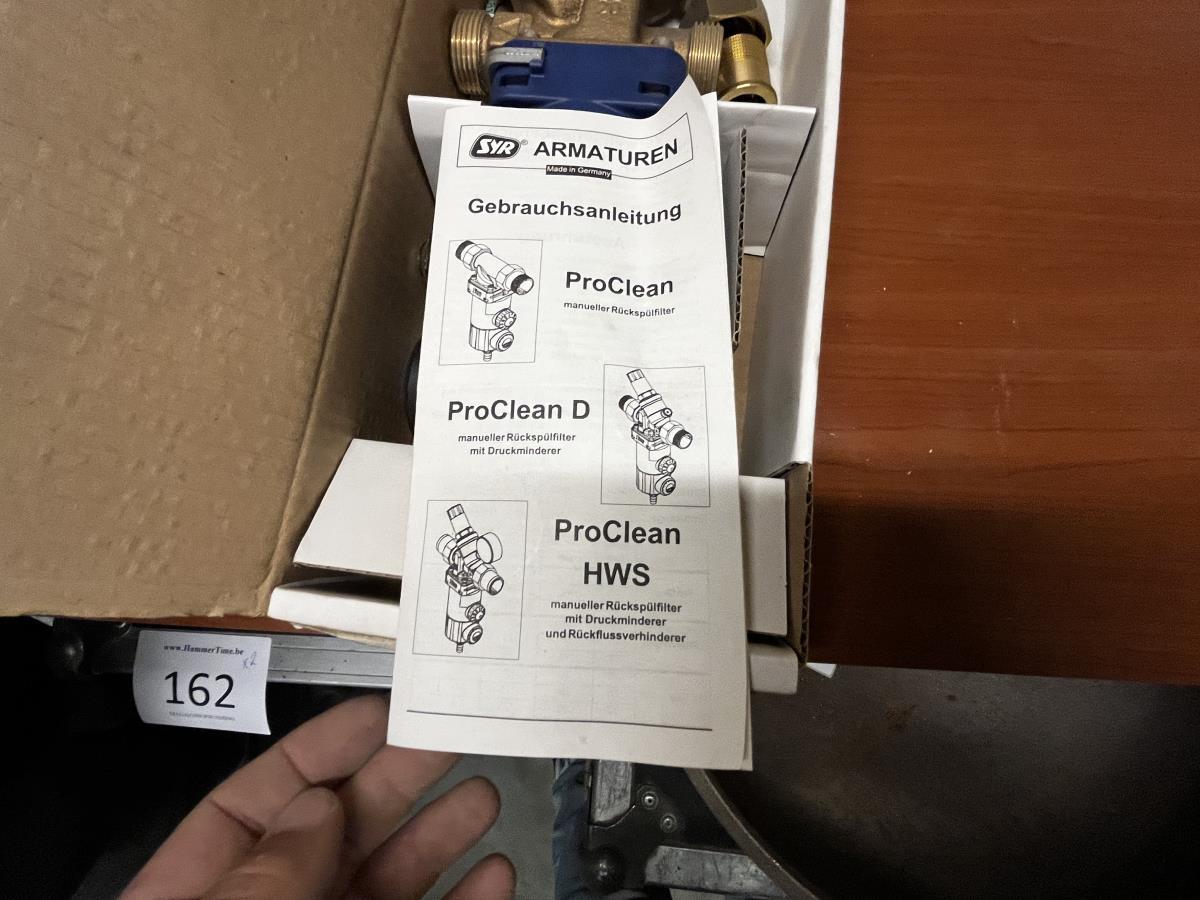 SYR® ARMATUREN
Made in Germany
Gebrauchsanleitung
ProClean
manueller Rückspülfilter
ProClean D
manueller Rückspülfilter
mit Druckminderer
ProClean
HWS
manueller Rückspülfilter
mit Druckminderer
und Rückflussverhinderer
www.HammerTime.be
x2
162